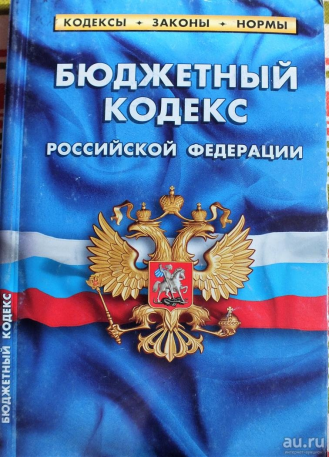 КОДЕКСЫ + ЗАКОНЫ + НОРМЫ
БЮДЖЕТНЫЙ
КОДЕКС
РОССИЙСКОЙ ФЕДЕРАЦИИ
БЮДЖЕТНЫЙ КОДЕКС
au.ru